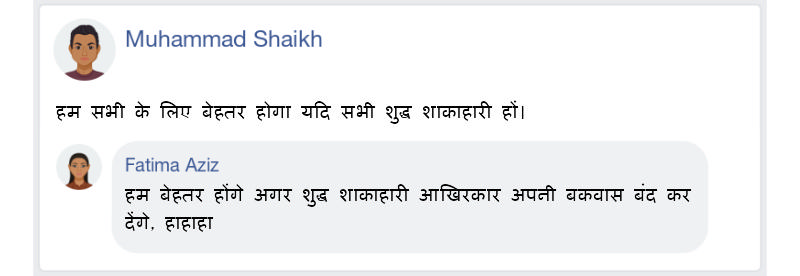 Muhammad Shaikh
हम सभी के लिए बेहतर होगा यदि सभी शुद्ध शाकाहारी हों।
Fatima Aziz
हम बेहतर होंगे अगर शुद्ध शाकाहारी आखिरकार अपनी बकवास बंद कर
देंगे, हाहाहा